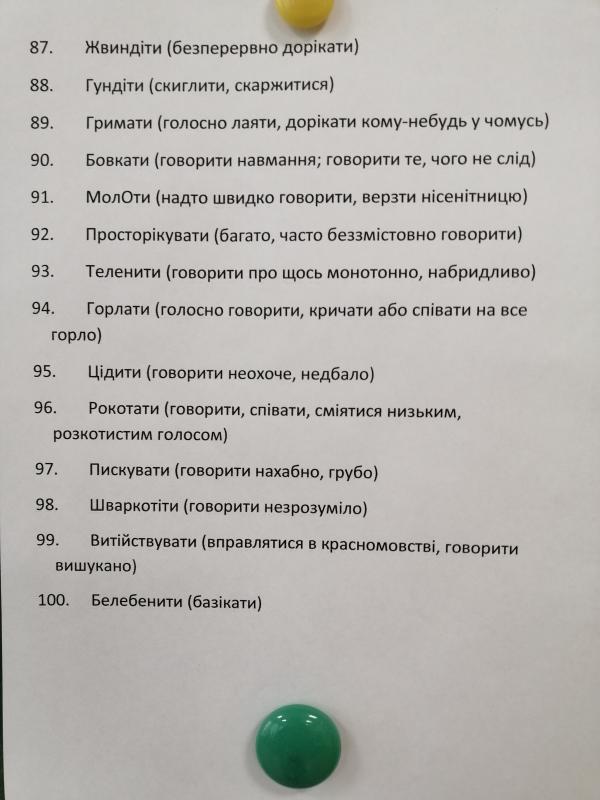 87. Жвиндіти (безперервно дорікати)
88. Гундіти (скиглити, скаржитися)
89. Гримати (голосно лаяти, дорікати кому-небудь у чомусь)
90. Бовкати (говорити навмання; говорити те, чого не слід)
91. МолОти (надто швидко говорити, верзти нісенітницю)
92. Просторікувати (багато, часто беззмістовно говорити)
93. Теленити (говорити про щось монотонно, набридливо)
94. Горлати (голосно говорити, кричати або співати на все
горло)
95. Цідити (говорити неохоче, недбало)
96. Рокотати (говорити, співати, сміятися низьким,
розкотистим голосом)
97. Пискувати (говорити нахабно, грубо)
98. Шваркотіти (говорити незрозуміло)
99. Витійствувати (вправлятися в красномовстві, говорити
вишукано)
100. Белебенити (базікати)